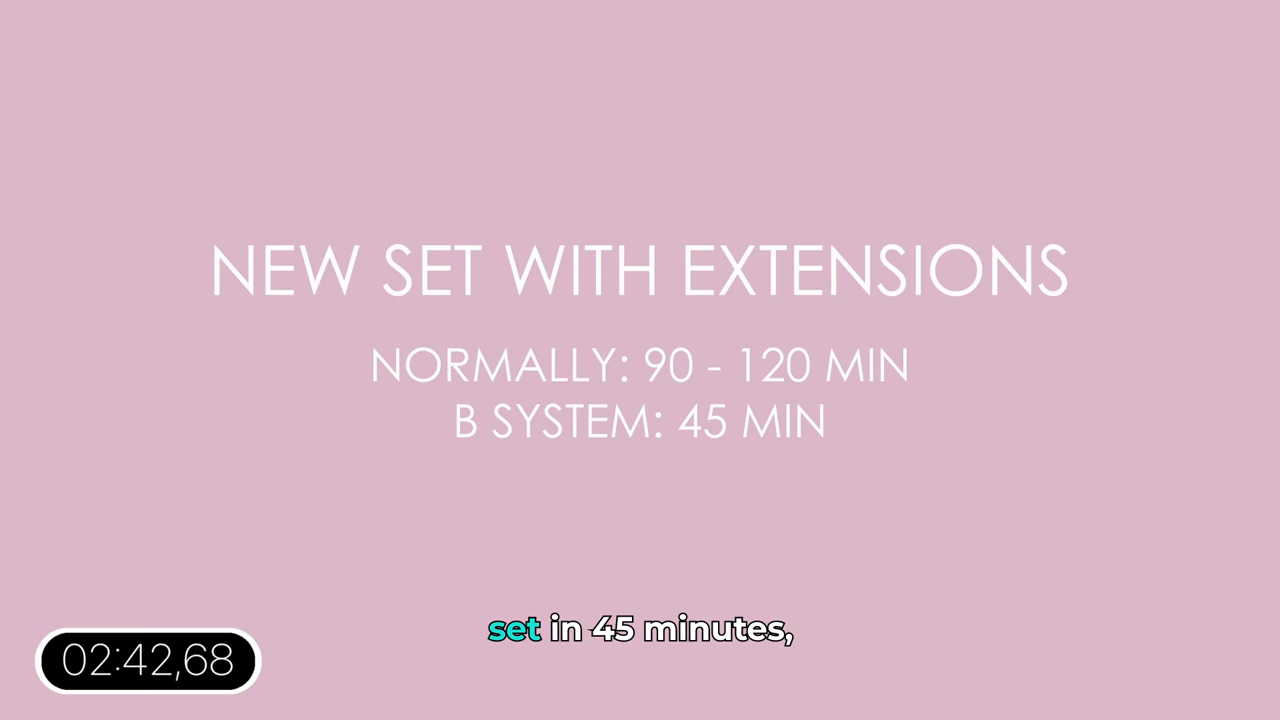 NEW SET WITH EXTENSIONS
NORMALLY: 90 - 120 MIN
B SYSTEM: 45 MIN
set in 45 minutes,
02:42,68